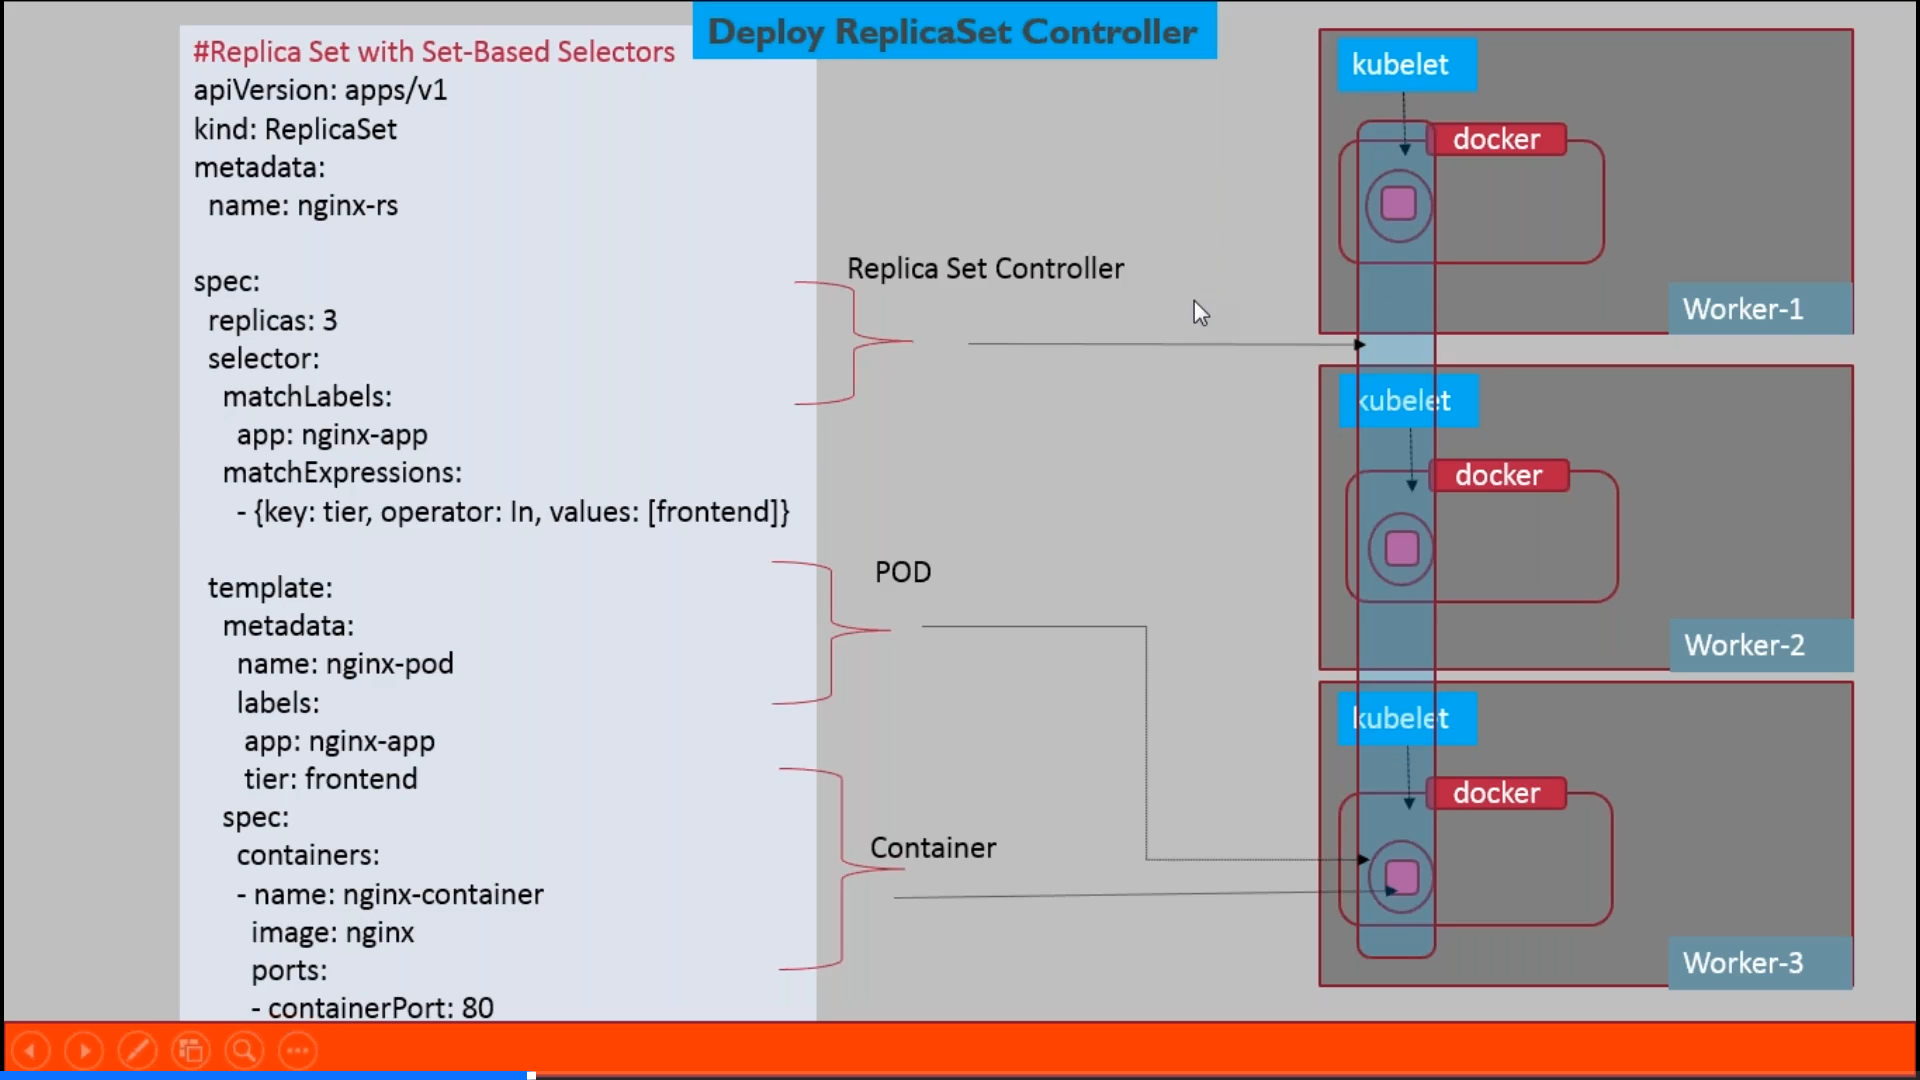 Deploy ReplicaSet Controller
#Replica Set with Set-Based Selectors
apiVersion: apps/v1
kind: ReplicaSet
metadata:
  name: nginx-rs
spec:
  replicas: 3
  selector:
    matchLabels:
      app: nginx-app
    matchExpressions:
      - {key: tier, operator: In, values: [frontend]}
  template:
    metadata:
      name: nginx-pod
      labels:
       app: nginx-app
       tier: frontend
    spec:
      containers:
      - name: nginx-container
        image: nginx
        ports:
        - containerPort: 80
Replica Set Controller
POD
Container
kubelet
docker
Worker-1
kubelet
docker
Worker-2
kubelet
docker
Worker-3